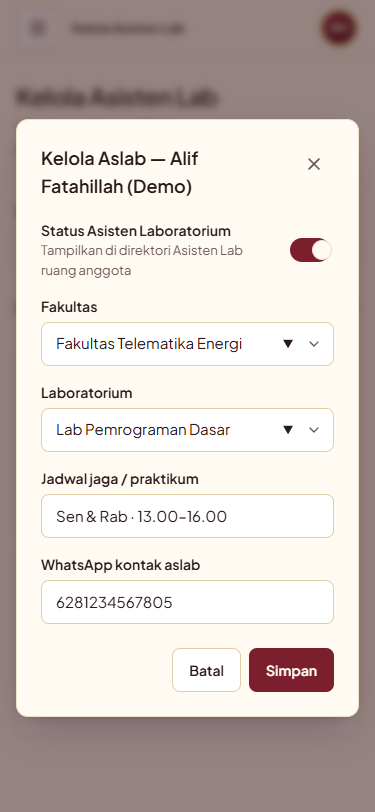 Kelola Asisten Lab
Kelola Asisten Lab
Kelola Aslab — Alif
Fatahillah (Demo)
Status Asisten Laboratorium
Tampilkan di direktori Asisten Lab
ruang anggota
Fakultas
Fakultas Telematika Energi
Laboratorium
Lab Pemrograman Dasar
Jadwal jaga / praktikum
Sen & Rab · 13.00–16.00
WhatsApp kontak aslab
6281234567805
Batal
Simpan